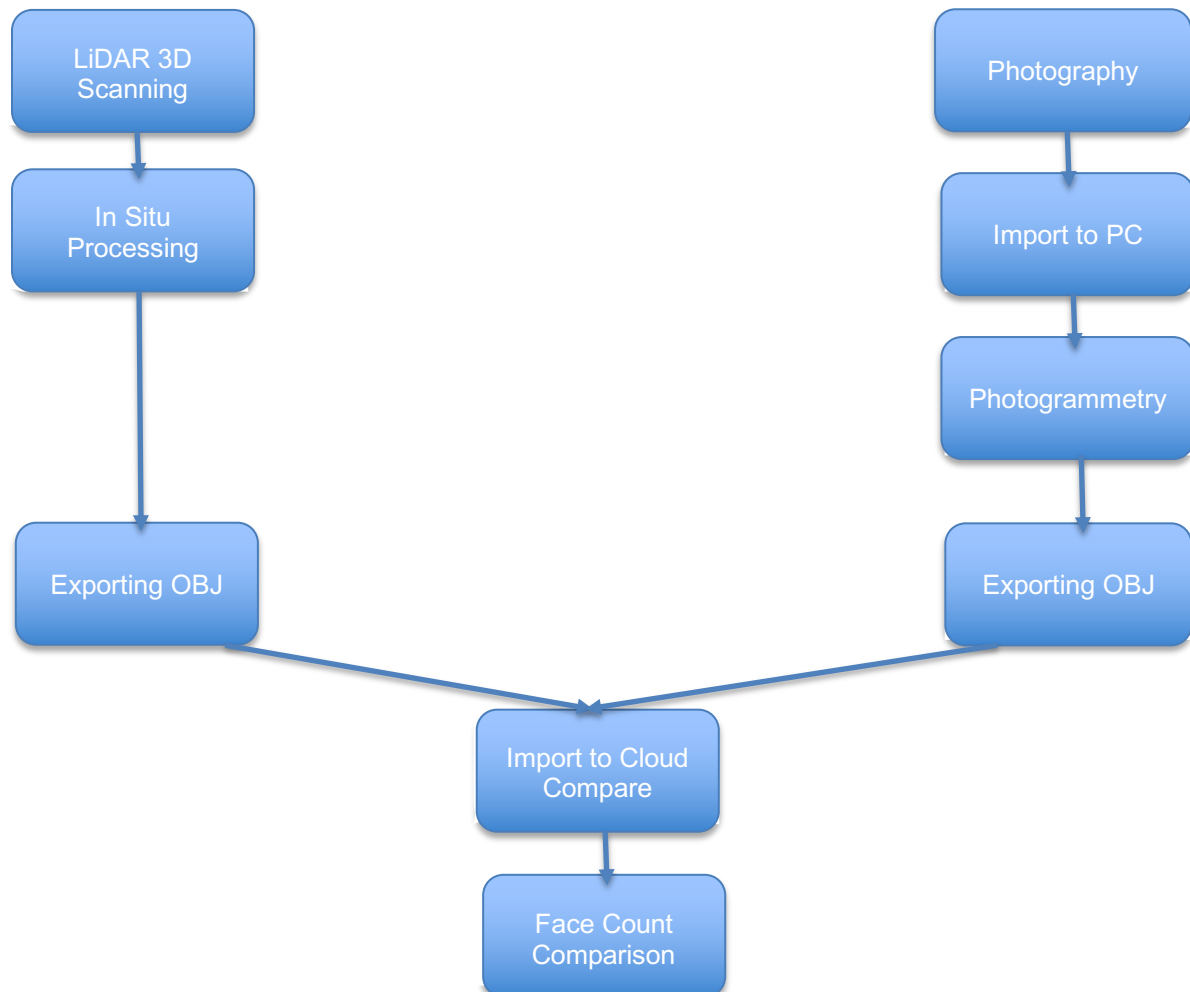 LiDAR 3D
Scanning
Photography
In Situ
Processing
Import to PC
Photogrammetry
Exporting OBJ
Exporting OBJ
Import to Cloud
Compare
Face Count
Comparison